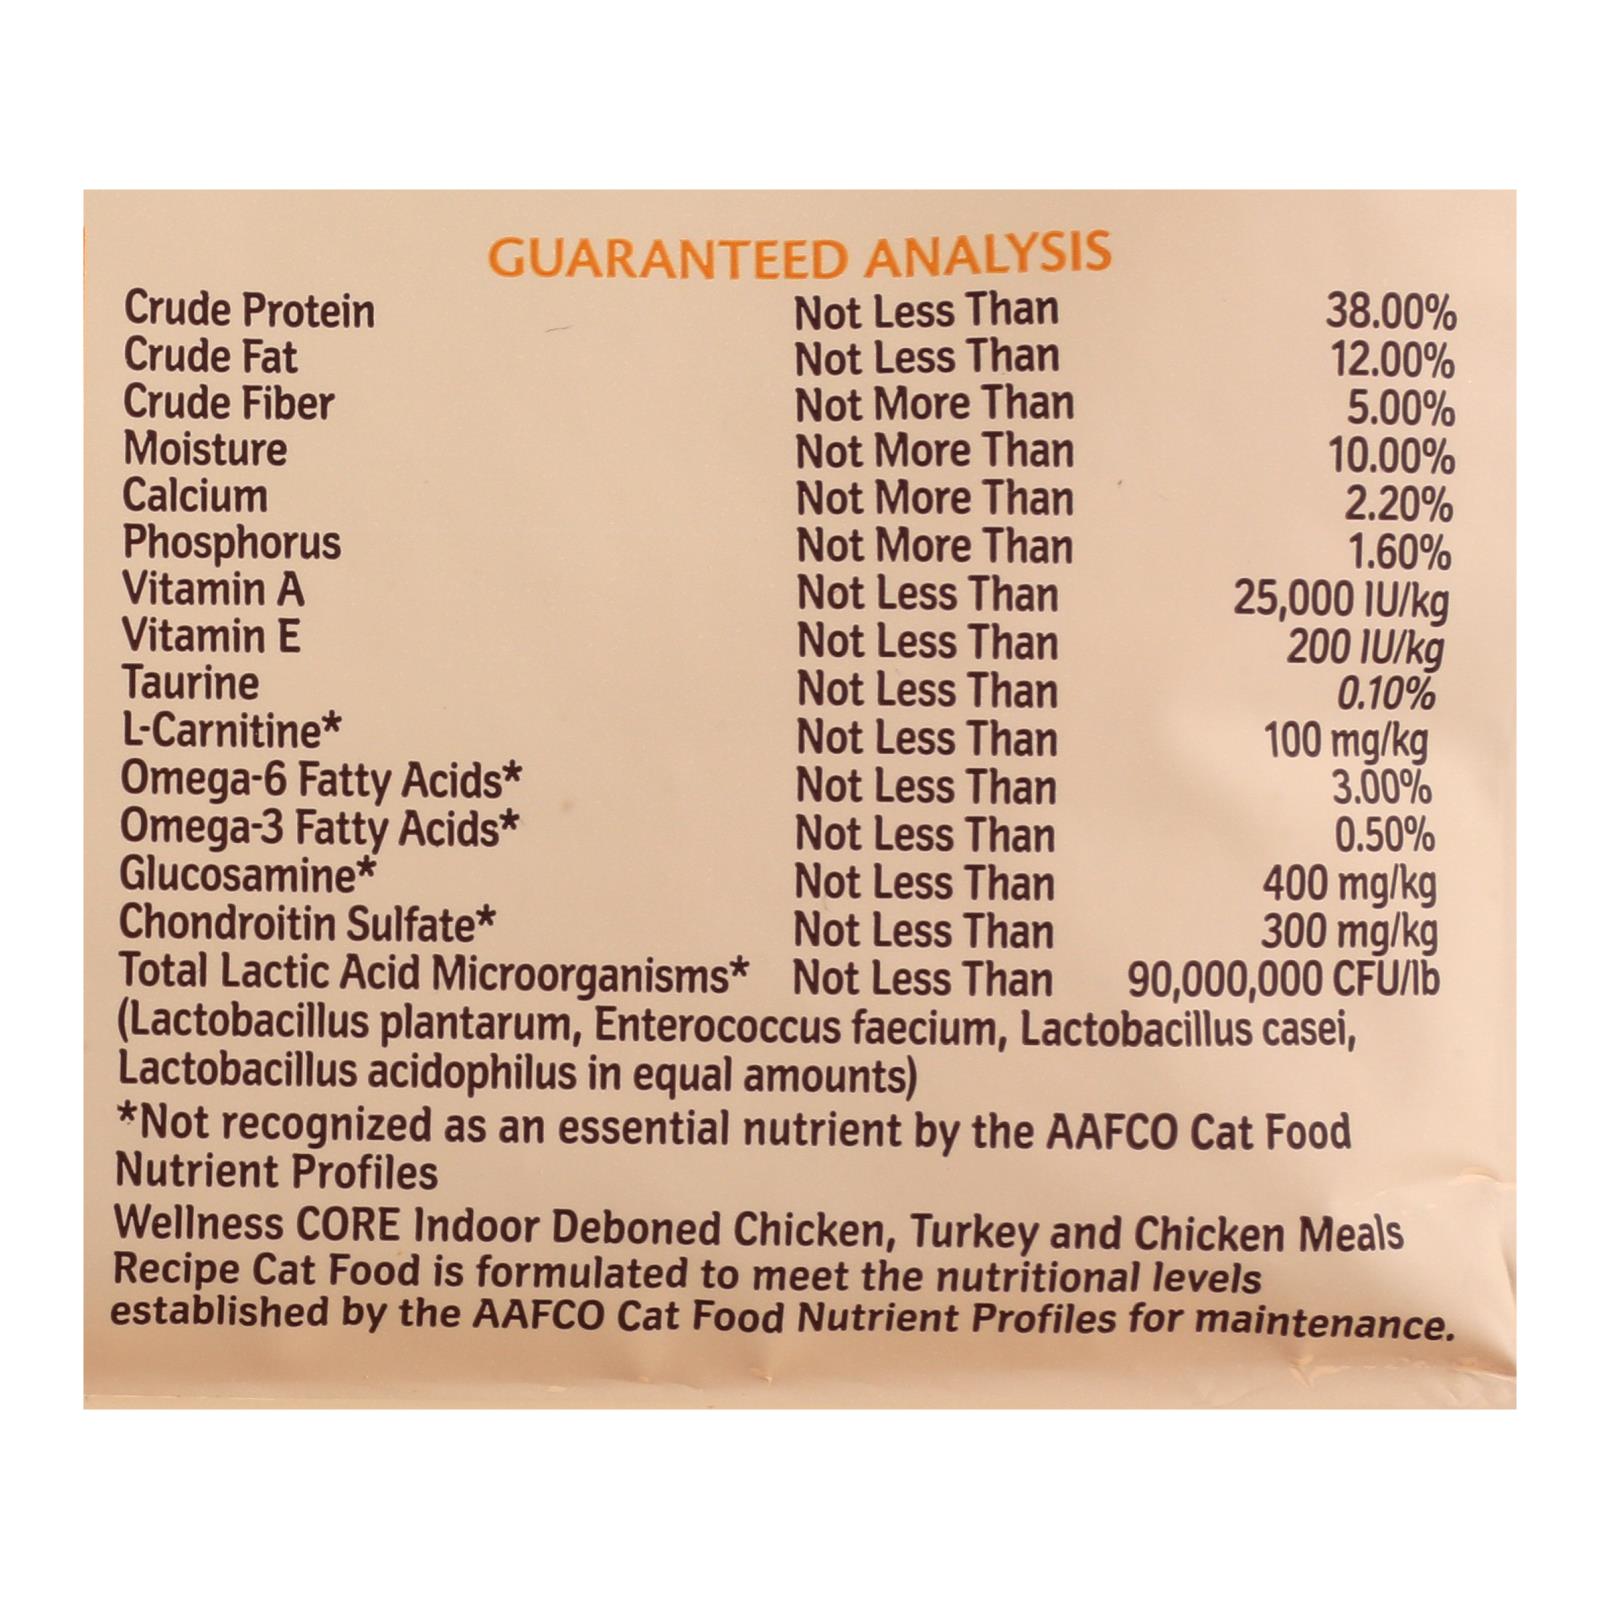 GUARANTEED ANALYSIS
Crude Protein Not Less Than 38.00%
Crude Fat Not Less Than 12.00%
Crude Fiber Not More Than 5.00%
Moisture Not More Than 10.00%
Calcium Not More Than 2.20%
Phosphorus Not More Than 1.60%
Vitamin A Not Less Than 25,000 IU/kg
Vitamin E Not Less Than 200 IU/kg
Taurine Not Less Than 0.10%
L-Carnitine* Not Less Than 100 mg/kg
Omega-6 Fatty Acids* Not Less Than 3.00%
Omega-3 Fatty Acids* Not Less Than 0.50%
Glucosamine* Not Less Than 400 mg/kg
Chondroitin Sulfate* Not Less Than 300 mg/kg
Total Lactic Acid Microorganisms* Not Less Than 90,000,000 CFU/lb
(Lactobacillus plantarum, Enterococcus faecium, Lactobacillus casei,
Lactobacillus acidophilus in equal amounts)
*Not recognized as an essential nutrient by the AAFCO Cat Food
Nutrient Profiles
Wellness CORE Indoor Deboned Chicken, Turkey and Chicken Meals
Recipe Cat Food is formulated to meet the nutritional levels
established by the AAFCO Cat Food Nutrient Profiles for maintenance.